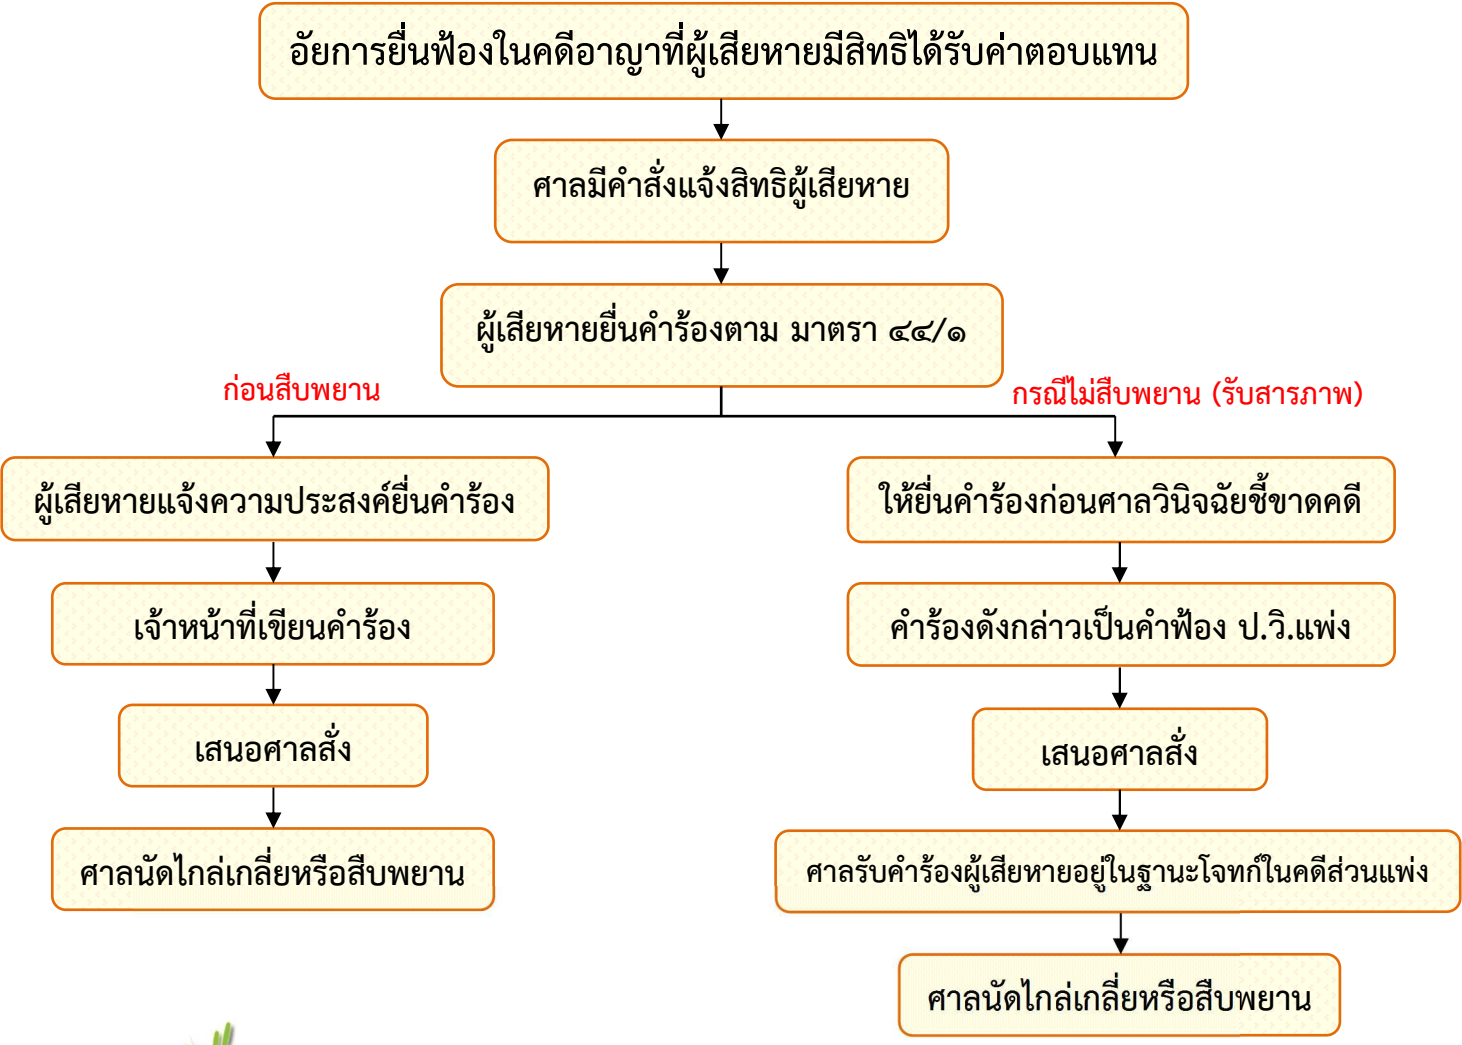 อัยการยื่นฟ้องในคดีอาญาที่ผู้เสียหายมีสิทธิได้รับค่าตอบแทน
ศาลมีคำสั่งแจ้งสิทธิผู้เสียหาย
ผู้เสียหายยื่นคำร้องตาม มาตรา ๔๔/๑
ก่อนสืบพยาน
กรณีไม่สืบพยาน (รับสารภาพ)
ผู้เสียหายแจ้งความประสงค์ยื่นคำร้อง
เจ้าหน้าที่เขียนคำร้อง
เสนอศาลสั่ง
ศาลนัดไกล่เกลี่ยหรือสืบพยาน
ให้ยื่นคำร้องก่อนศาลวินิจฉัยชี้ขาดคดี
คำร้องดังกล่าวเป็นคำฟ้อง ป.วิ.แพ่ง
เสนอศาลสั่ง
ศาลรับคำร้องผู้เสียหายอยู่ในฐานะโจทก์ในคดีส่วนแพ่ง
ศาลนัดไกล่เกลี่ยหรือสืบพยาน